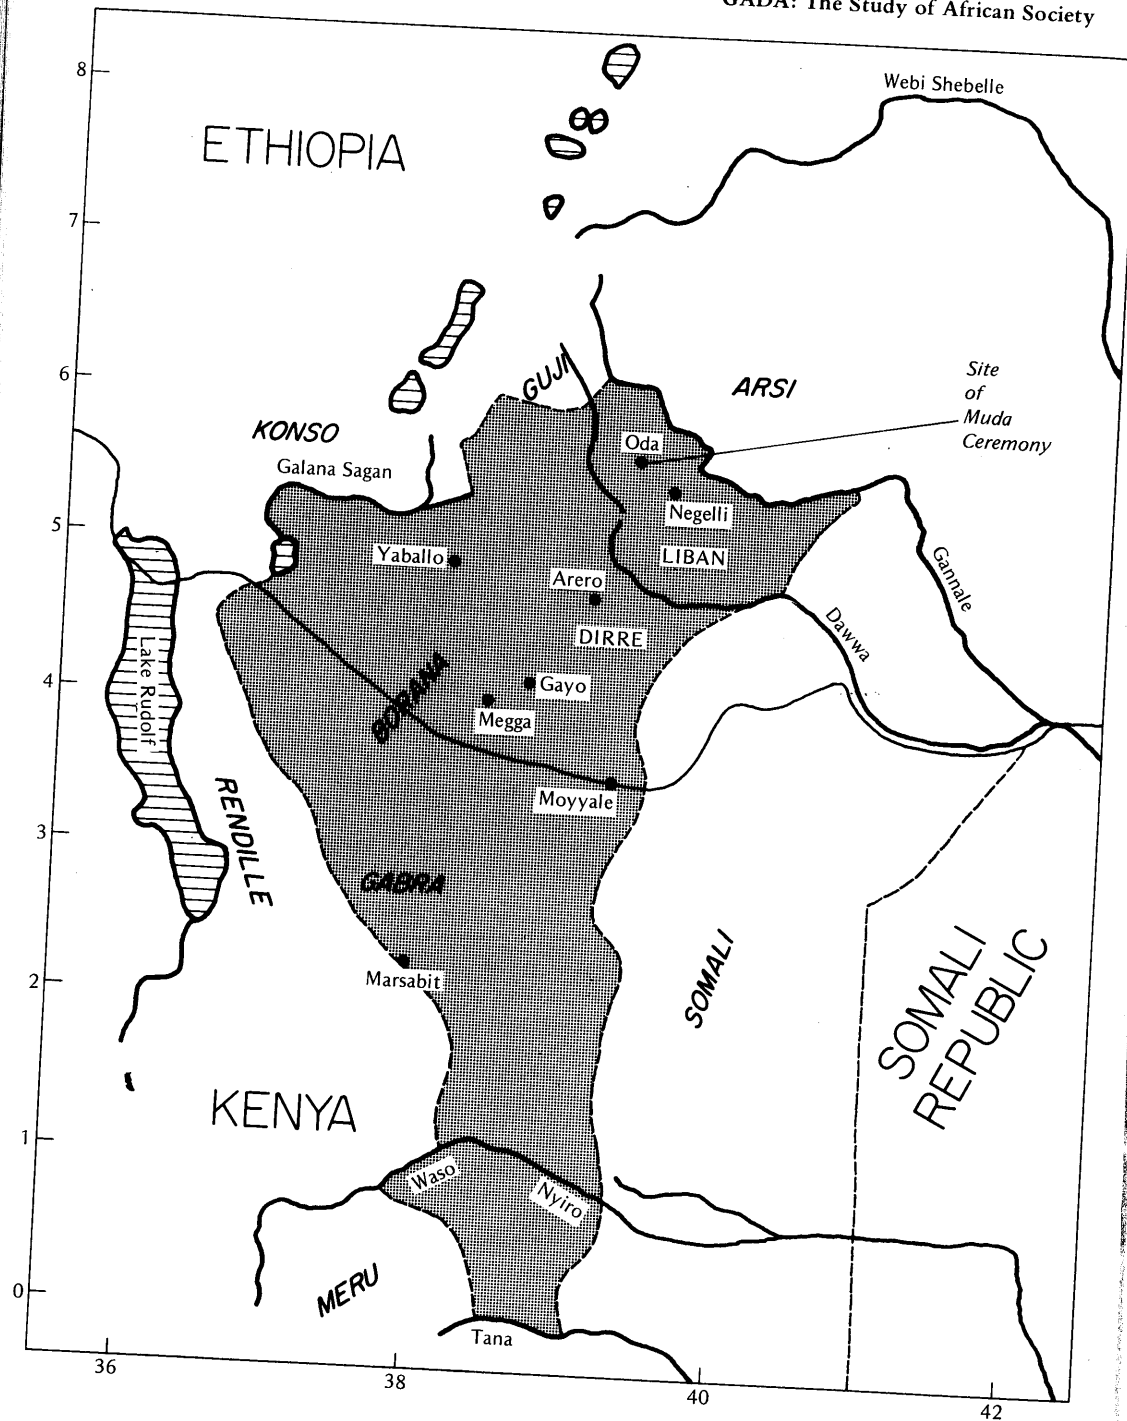 GADA: The Study of African Society
8
Webi Shebelle
ETHIOPIA
7
6
GUJI
ARSI
Site
of
Muda
Ceremony
KONSO
Oda
Galana Sagan
Negelli
5
Yaballo
LIBAN
Arero
Gannale
DIRRE
Dawwa
Lake Rudolf
4
BORANA
Gayo
Megga
Moyyale
3
RENDILLE
GABRA
SOMALI
SOMALI
REPUBLIC
2
Marsabit
KENYA
1
Waso
Nyiro
MERU
0
Tana
36
38
40
42